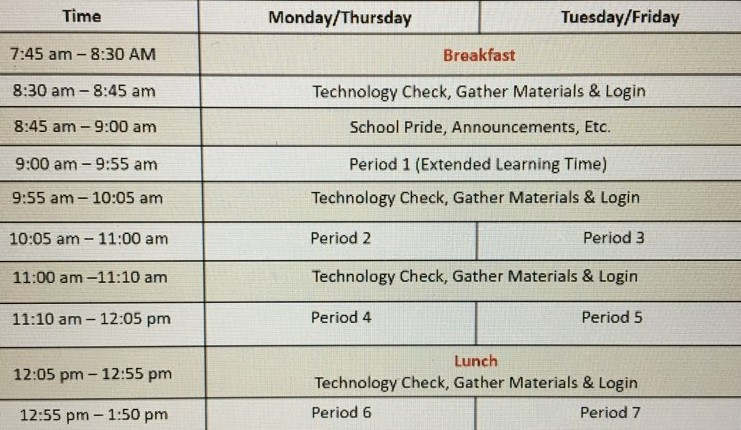 Time Monday/Thursday Tuesday/Friday
7:45 am – 8:30 AM Breakfast
8:30 am – 8:45 am Technology Check, Gather Materials & Login
8:45 am – 9:00 am School Pride, Announcements, Etc.
9:00 am – 9:55 am Period 1 (Extended Learning Time)
9:55 am – 10:05 am Technology Check, Gather Materials & Login
10:05 am – 11:00 am Period 2 Period 3
11:00 am –11:10 am Technology Check, Gather Materials & Login
11:10 am – 12:05 pm Period 4 Period 5
12:05 pm – 12:55 pm Lunch
Technology Check, Gather Materials & Login
12:55 pm – 1:50 pm Period 6 Period 7